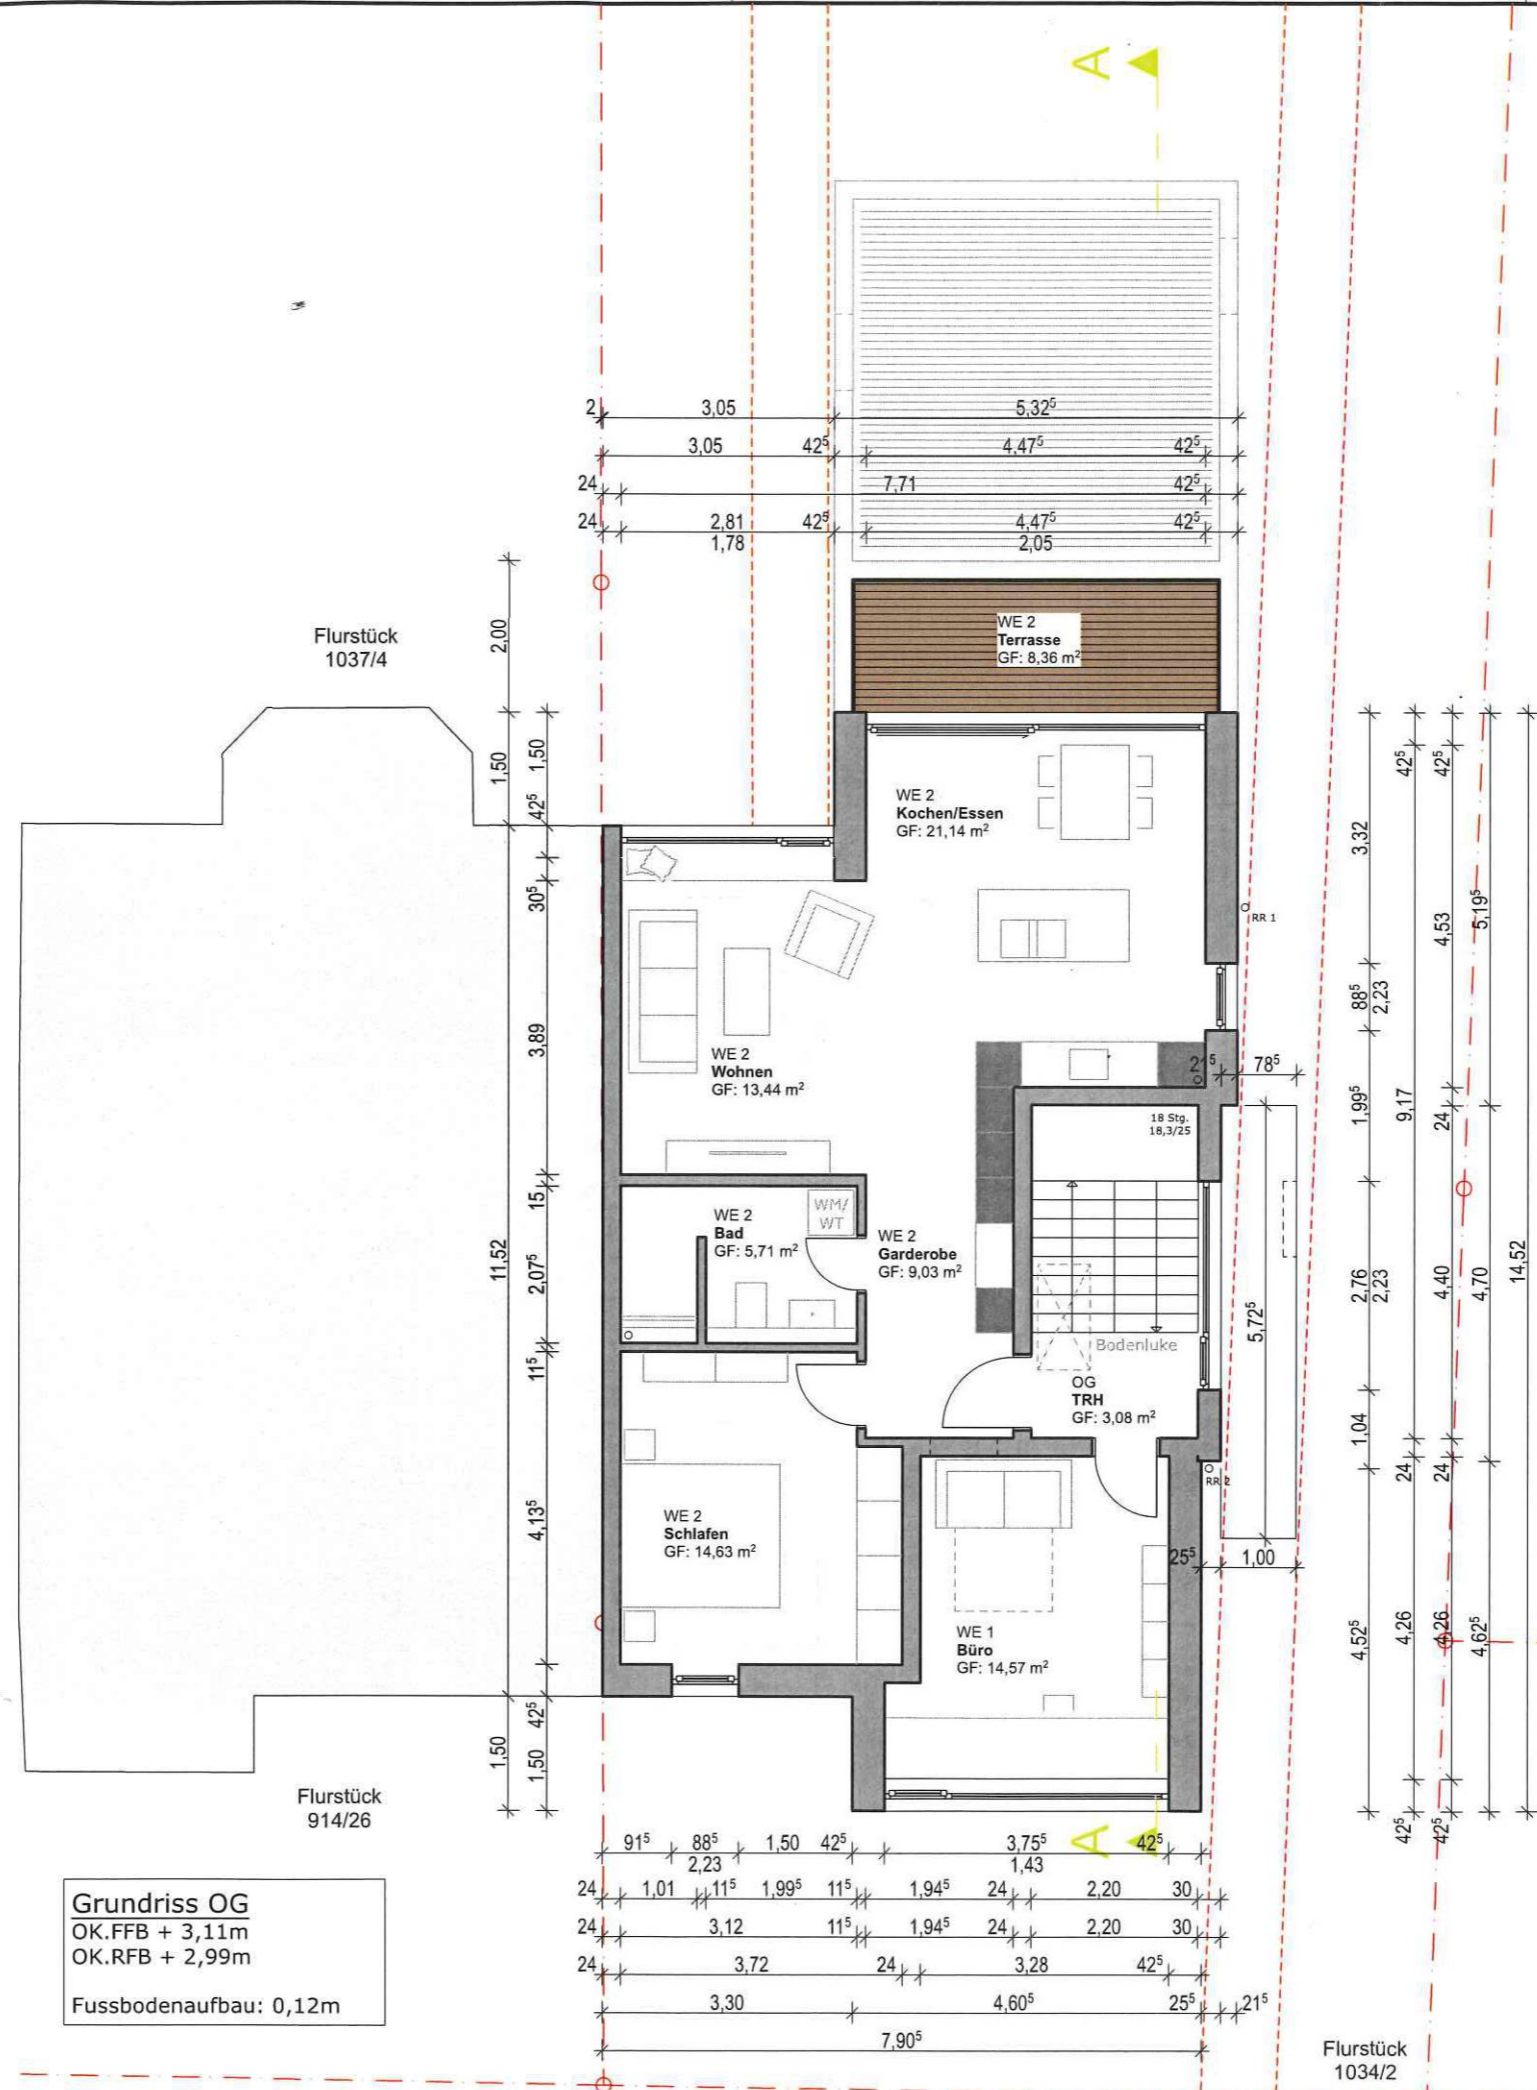 A
2
3,05
5,32⁵
3,05
42⁵
4,47⁵
42⁵
24
7,71
42⁵
24
2,81
42⁵
4,47⁵
42⁵
1,78
2,05
Flurstück
1037/4
2,00
WE 2
Terrasse
GF: 8,36 m²
1,50
1,50
42⁵
WE 2
Kochen/Essen
GF: 21,14 m²
42⁵
42⁵
3,32
30⁵
RR 1
4,53
5,19⁵
3,89
88⁵
2,23
WE 2
Wohnen
GF: 13,44 m²
21⁵
78⁵
18 Stg.
18,3/25
1,99⁵
9,17
24
15
WE 2
Bad
GF: 5,71 m²
WM/
WT
WE 2
Garderobe
GF: 9,03 m²
11,52
2,07⁵
2,76
2,23
4,40
4,70
14,52
5,72⁵
Bodenluke
11⁵
OG
TRH
GF: 3,08 m²
1,04
24
24
RR 2
4,13⁵
WE 2
Schlafen
GF: 14,63 m²
25⁵
1,00
WE 1
Büro
GF: 14,57 m²
4,52⁵
4,26
4,26
4,62⁵
1,50
42⁵
1,50
Flurstück
914/26
42⁵
42⁵
A
91⁵
88⁵
1,50
42⁵
3,75⁵
42⁵
2,23
1,43
24
1,01
11⁵
1,99⁵
11⁵
1,94⁵
24
2,20
30
24
3,12
11⁵
1,94⁵
24
2,20
30
24
3,72
24
3,28
42⁵
3,30
4,60⁵
25⁵
21⁵
7,90⁵
Grundriss OG
OK.FFB + 3,11m
OK.RFB + 2,99m
Fussbodenaufbau: 0,12m
Flurstück
1034/2